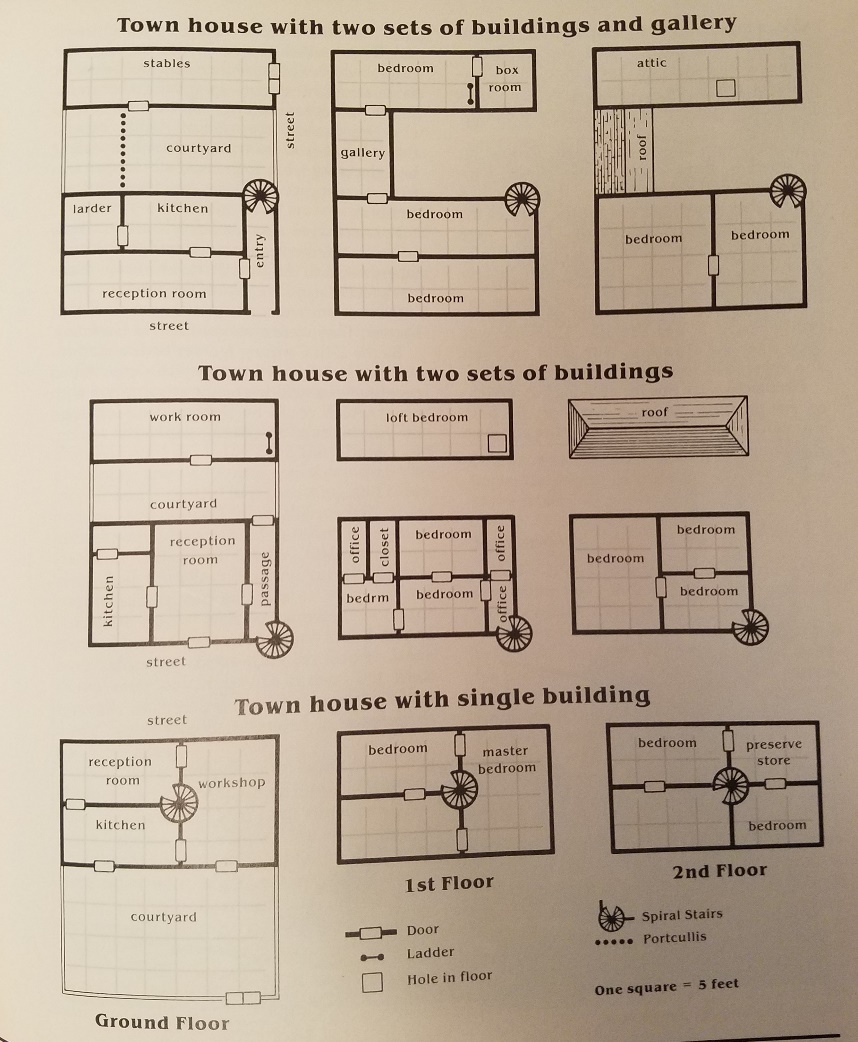 Town house with two sets of buildings and gallery
stables
street
courtyard
larder
kitchen
entry
reception room
street
bedroom
box
room
gallery
bedroom
bedroom
attic
roof
bedroom
bedroom
Town house with two sets of buildings
work room
courtyard
reception
room
kitchen
passage
street
loft bedroom
office
closet
bedroom
office
bedrm
bedroom
office
roof
bedroom
bedroom
bedroom
Town house with single building
street
reception
room
workshop
kitchen
courtyard
Ground Floor
bedroom
master
bedroom
1st Floor
bedroom
preserve
store
bedroom
2nd Floor
Door
Ladder
Hole in floor
Spiral Stairs
Portcullis
One square = 5 feet